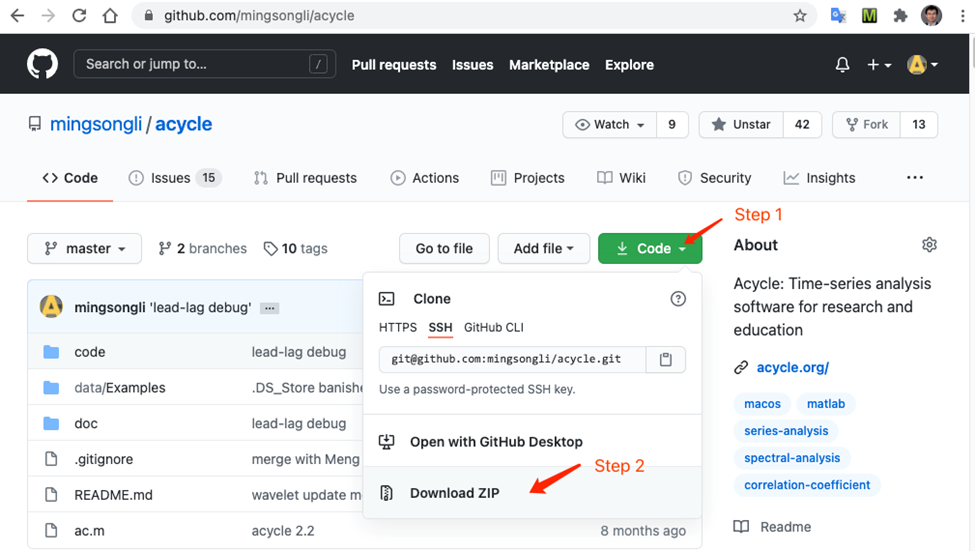 github.com/mingsongli/acycle
Search or jump to... /
Pull requests Issues Marketplace Explore
mingsongli / acycle
Watch 9 Unstar 42 Fork 13
Code Issues 15 Pull requests Actions Projects Wiki Security Insights ...
Step 1
master 2 branches 10 tags Go to file Add file Code
About
Acycle: Time-series analysis
software for research and
education
acycle.org/
macos matlab
series-analysis
spectral-analysis
correlation-coefficient
Readme
mingsongli 'lead-lag debug' ...
code lead-lag debug
data/Examples .DS_Store banishe
doc lead-lag debug
.gitignore merge with Meng
README.md wavelet update m
ac.m acycle 2.2 8 months ago
Clone
HTTPS SSH GitHub CLI
git@github.com:mingsongli/acycle.git
Use a password-protected SSH key.
Open with GitHub Desktop
Step 2
Download ZIP